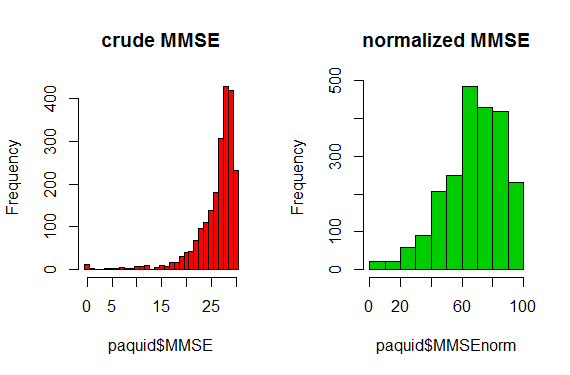 crude MMSE
Frequency
0 100 200 300 400
0 5 15 25
paquid$MMSE
normalized MMSE
Frequency
0 100 300 500
0 20 60 100
paquid$MMSEnorm